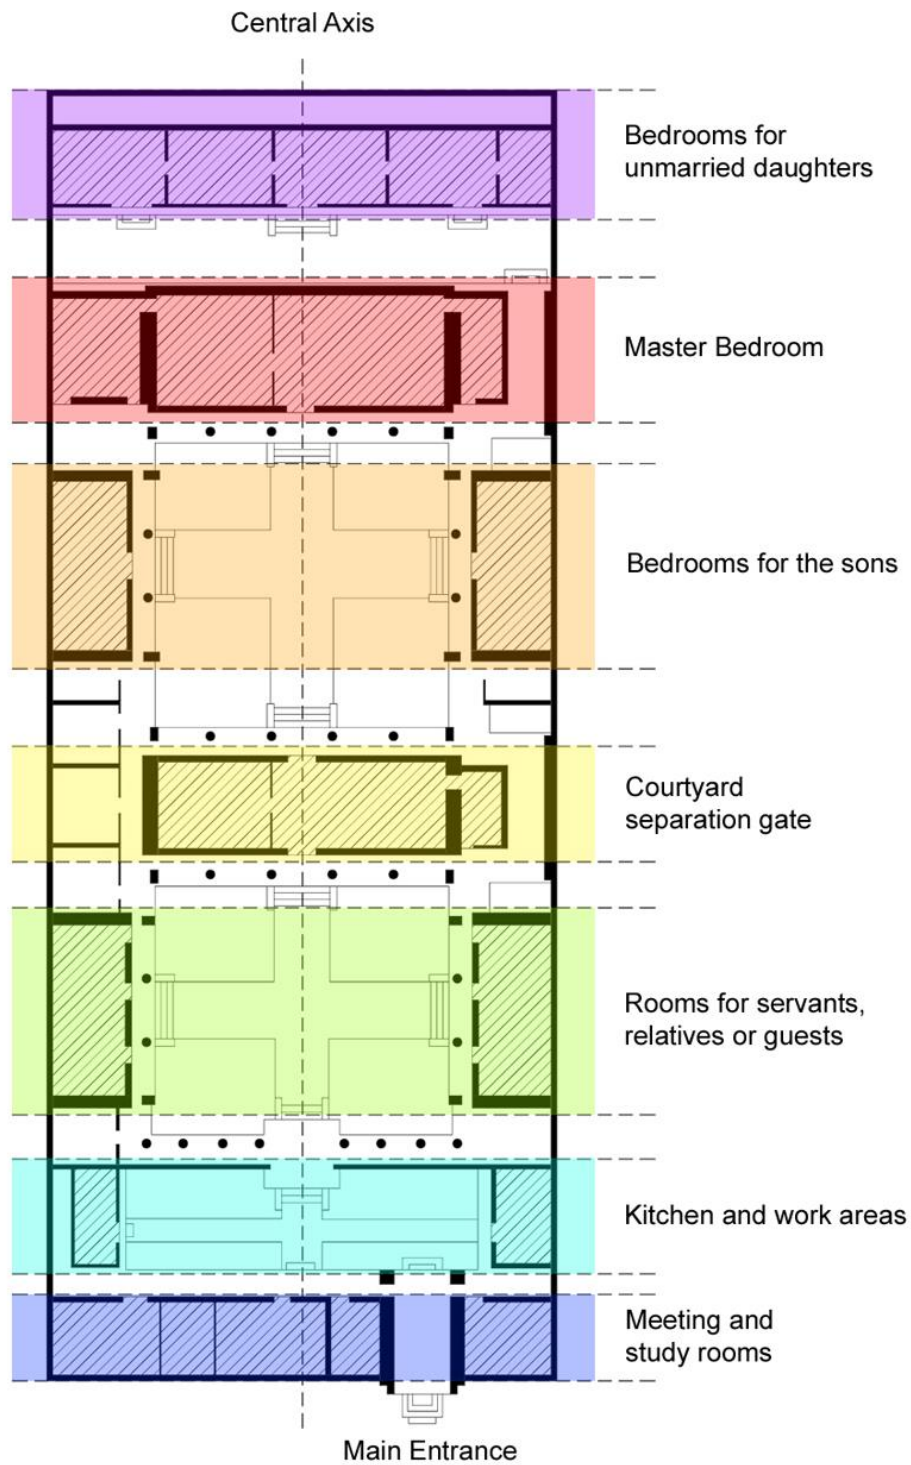 Central Axis
Bedrooms for
unmarried daughters
Master Bedroom
Bedrooms for the sons
Courtyard
separation gate
Rooms for servants,
relatives or guests
Kitchen and work areas
Meeting and
study rooms
Main Entrance